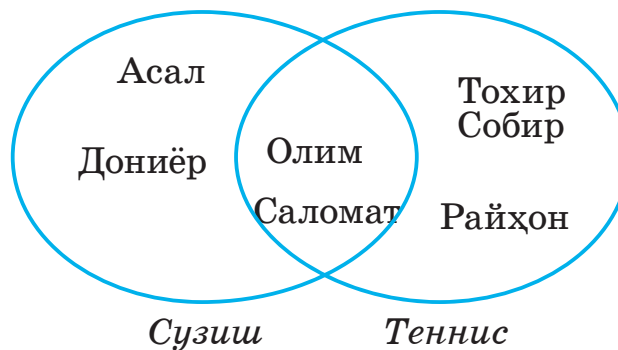 Асал
Тохир
Собир
Дониёр
Олим
Саломат
Райҳон
Сузиш
Теннис